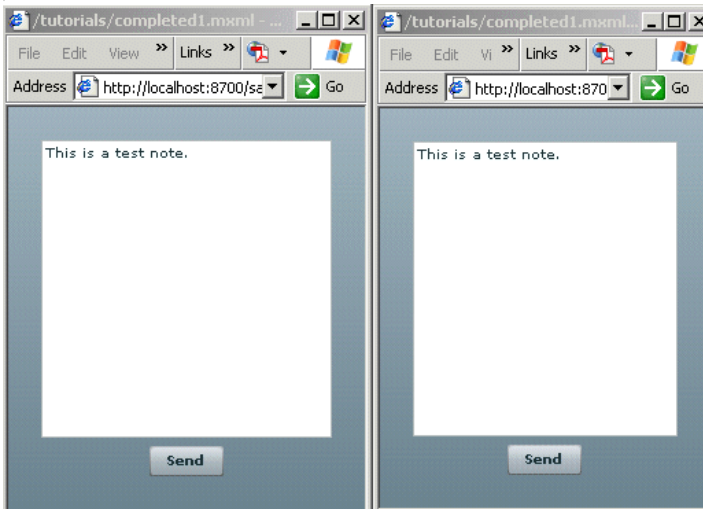 /tutorials/completed1.mxml - ...
File Edit View » Links »
Address http://localhost:8700/sa Go
This is a test note.
Send
/tutorials/completed1.mxml...
File Edit Vi » Links »
Address http://localhost:870 Go
This is a test note.
Send